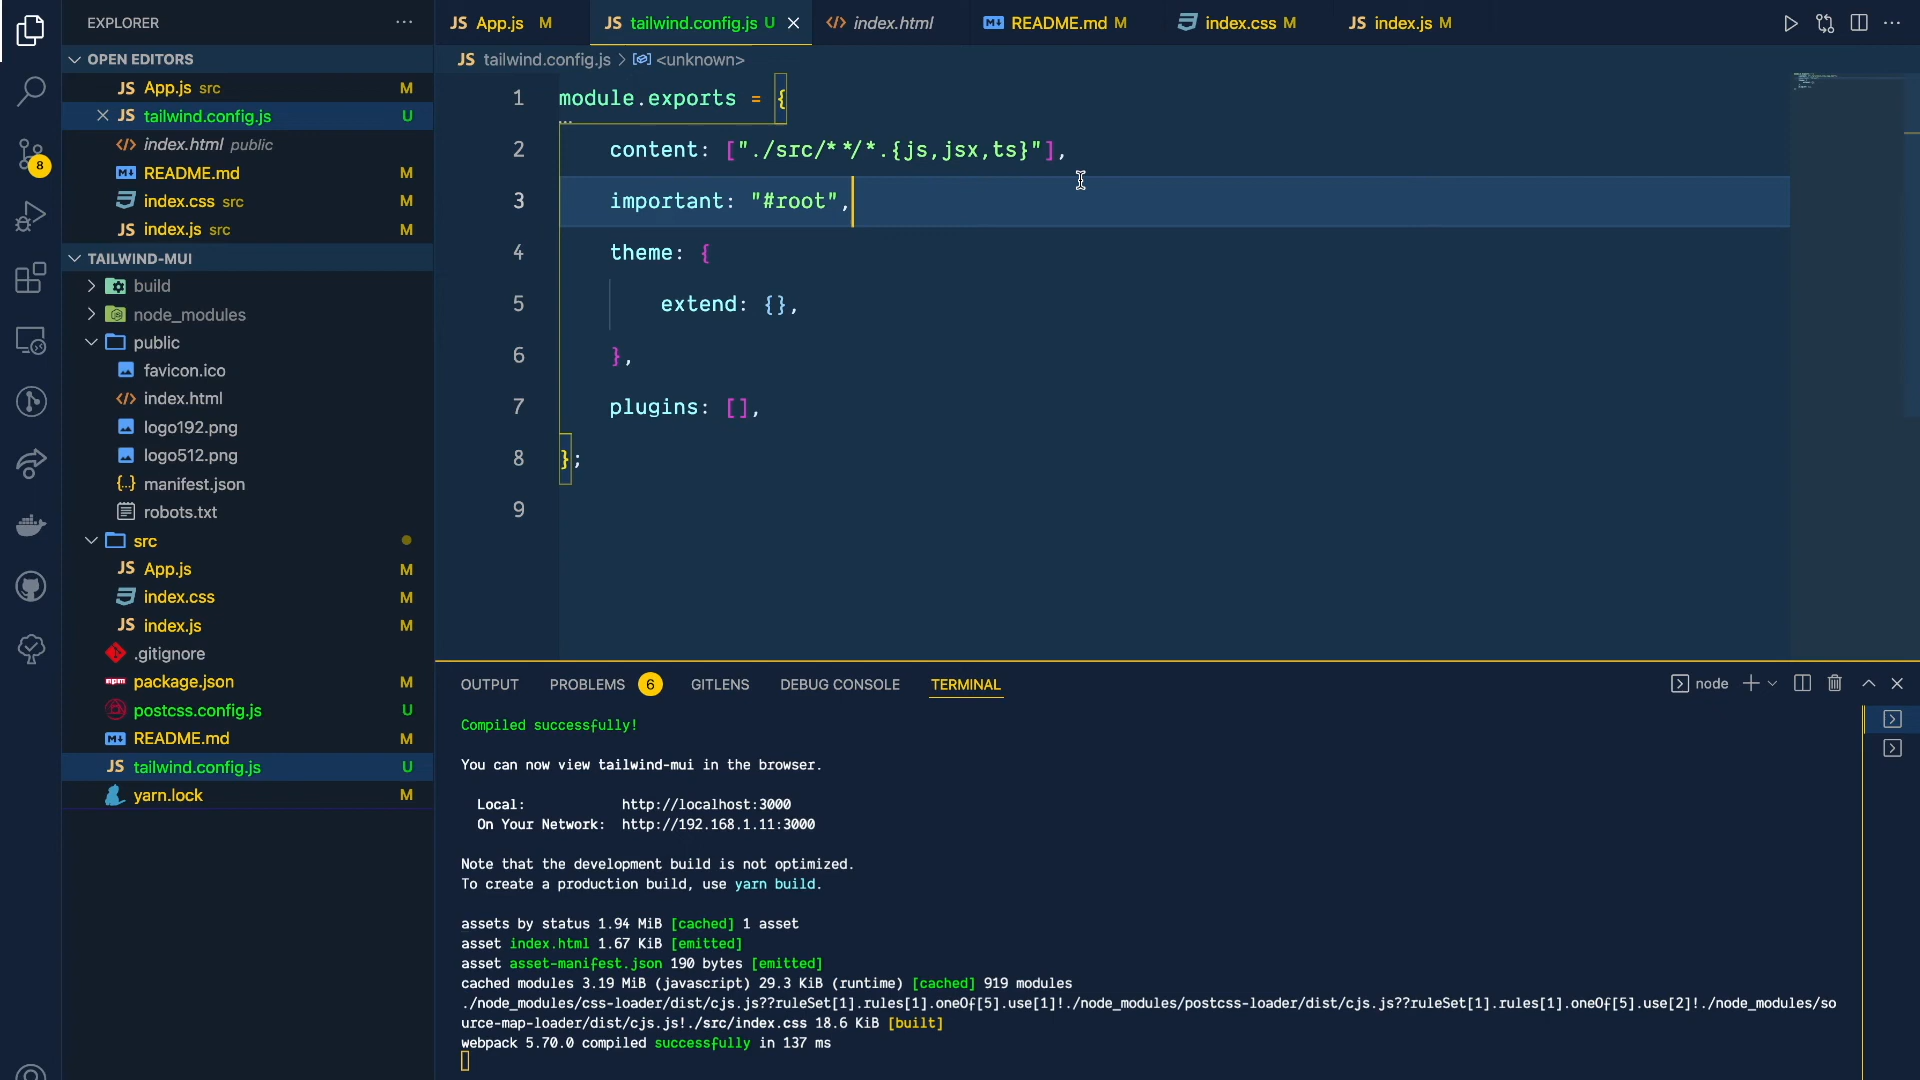 EXPLORER
OPEN EDITORS
JS App.js src M
JS tailwind.config.js U
index.html public
README.md
index.css src M
JS index.js src M
TAILWIND-MUI
build
node_modules
public
favicon.ico
index.html
logo192.png
logo512.png
manifest.json
robots.txt
src
JS App.js M
index.css M
JS index.js M
.gitignore
package.json M
postcss.config.js U
README.md M
JS tailwind.config.js U
yarn.lock M
8
JS App.js M
JS tailwind.config.js U
index.html
README.md M
index.css M
JS index.js M
JS tailwind.config.js > <unknown>
1 module.exports = {
2 content: ["./src/**/*.{js,jsx,ts}"],
3 important: "#root",
4 theme: {
5 extend: {},
6 },
7 plugins: [],
8 };
9
OUTPUT PROBLEMS 6 GITLENS DEBUG CONSOLE TERMINAL
node
Compiled successfully!
You can now view tailwind-mui in the browser.
Local: http://localhost:3000
On Your Network: http://192.168.1.11:3000
Note that the development build is not optimized.
To create a production build, use yarn build.
assets by status 1.94 MiB [cached] 1 asset
asset index.html 1.67 KiB [emitted]
asset asset-manifest.json 190 bytes [emitted]
cached modules 3.19 MiB (javascript) 29.3 KiB (runtime) [cached] 919 modules
./node_modules/css-loader/dist/cjs.js??ruleSet[1].rules[1].oneOf[5].use[1]!./node_modules/postcss-loader/dist/cjs.js??ruleSet[1].rules[1].oneOf[5].use[2]!./node_modules/so
urce-map-loader/dist/cjs.js!./src/index.css 18.6 KiB [built]
webpack 5.70.0 compiled successfully in 137 ms